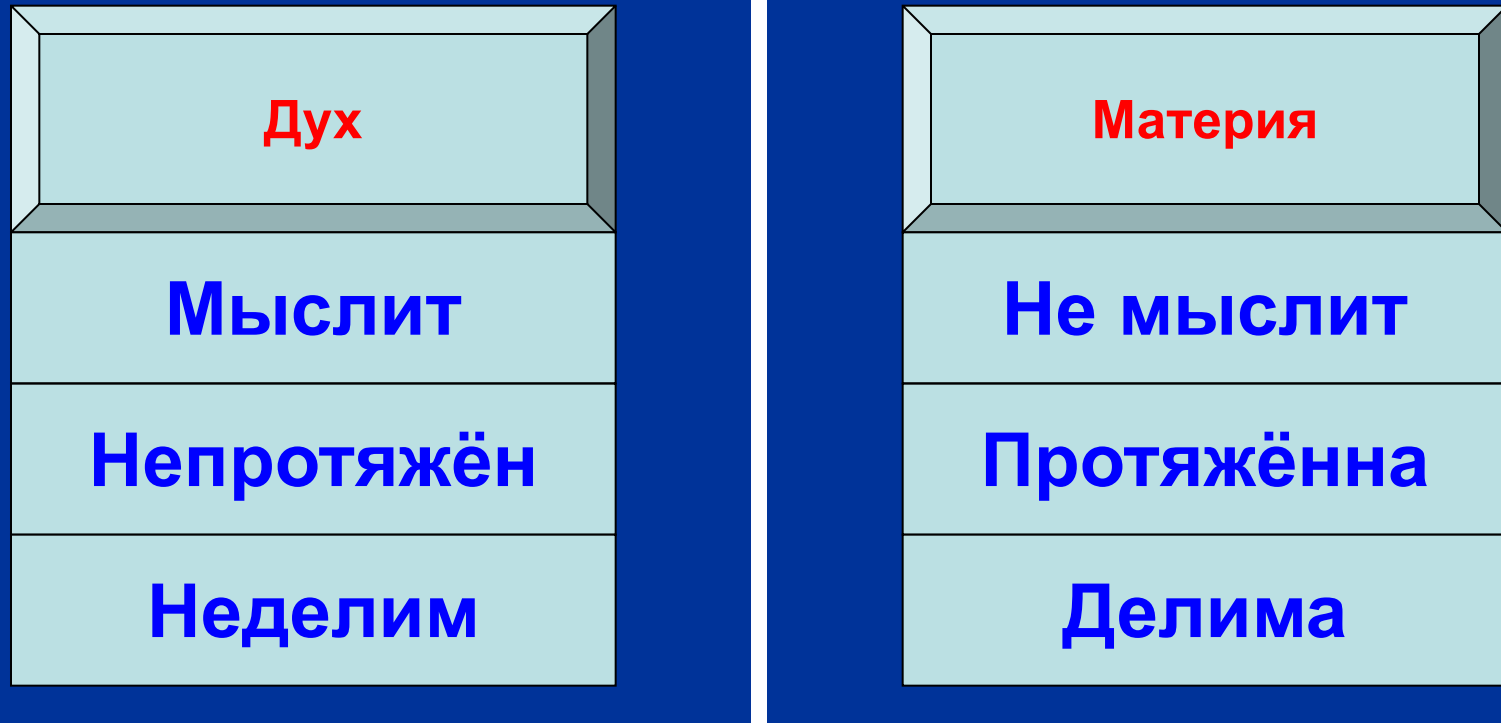 Дух
Мыслит
Непротяжён
Неделим
Материя
Не мыслит
Протяжённа
Делима